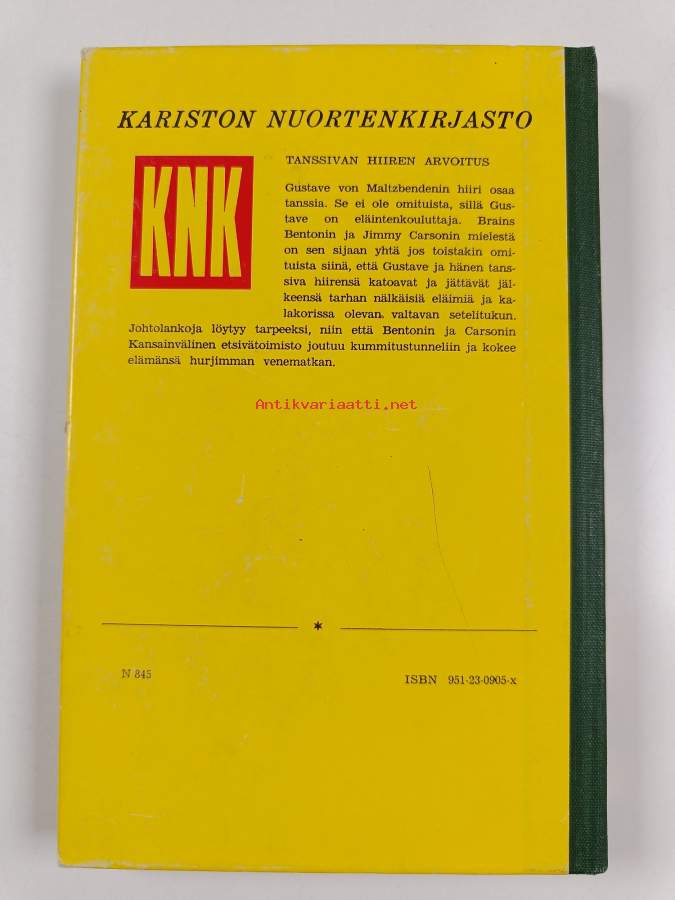 KARISTON NUORTENKIRJASTO
KNK
TANSSIVAN HIIREN ARVOITUS
Gustave von Maltzbendenin hiiri osaa
tanssia. Se ei ole omituista, sillä Gus-
tave on eläintenkouluttaja. Brains
Bentonin ja Jimmy Carsonin mielestä
on sen sijaan yhtä jos toistakin omi-
tuista siinä, että Gustave ja hänen tans-
siva hiirensä katoavat ja jättävät jäl-
keensä tarhan nälkäisiä eläimiä ja ka-
lakorissa olevan valtavan setelitukun.
Johtolankoja löytyy tarpeeksi, niin että Bentonin ja Carsonin
Kansainvälinen etsivätoimisto joutuu kummitustunneliin ja kokee
elämänsä hurjimman venematkan.
Antikvariaatti.net
N 845
ISBN 951-23-0905-x